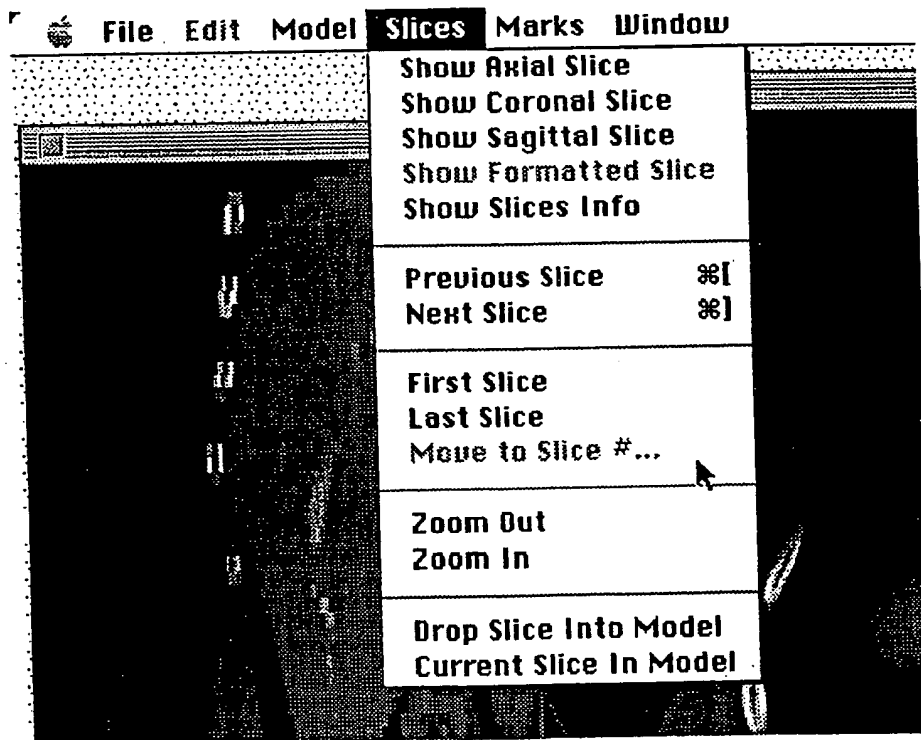 File Edit Model Slices Marks Window
Show Axial Slice
Show Coronal Slice
Show Sagittal Slice
Show Formatted Slice
Show Slices Info
Previous Slice ⌘[
Next Slice ⌘]
First Slice
Last Slice
Move to Slice #...
Zoom Out
Zoom In
Drop Slice Into Model
Current Slice In Model